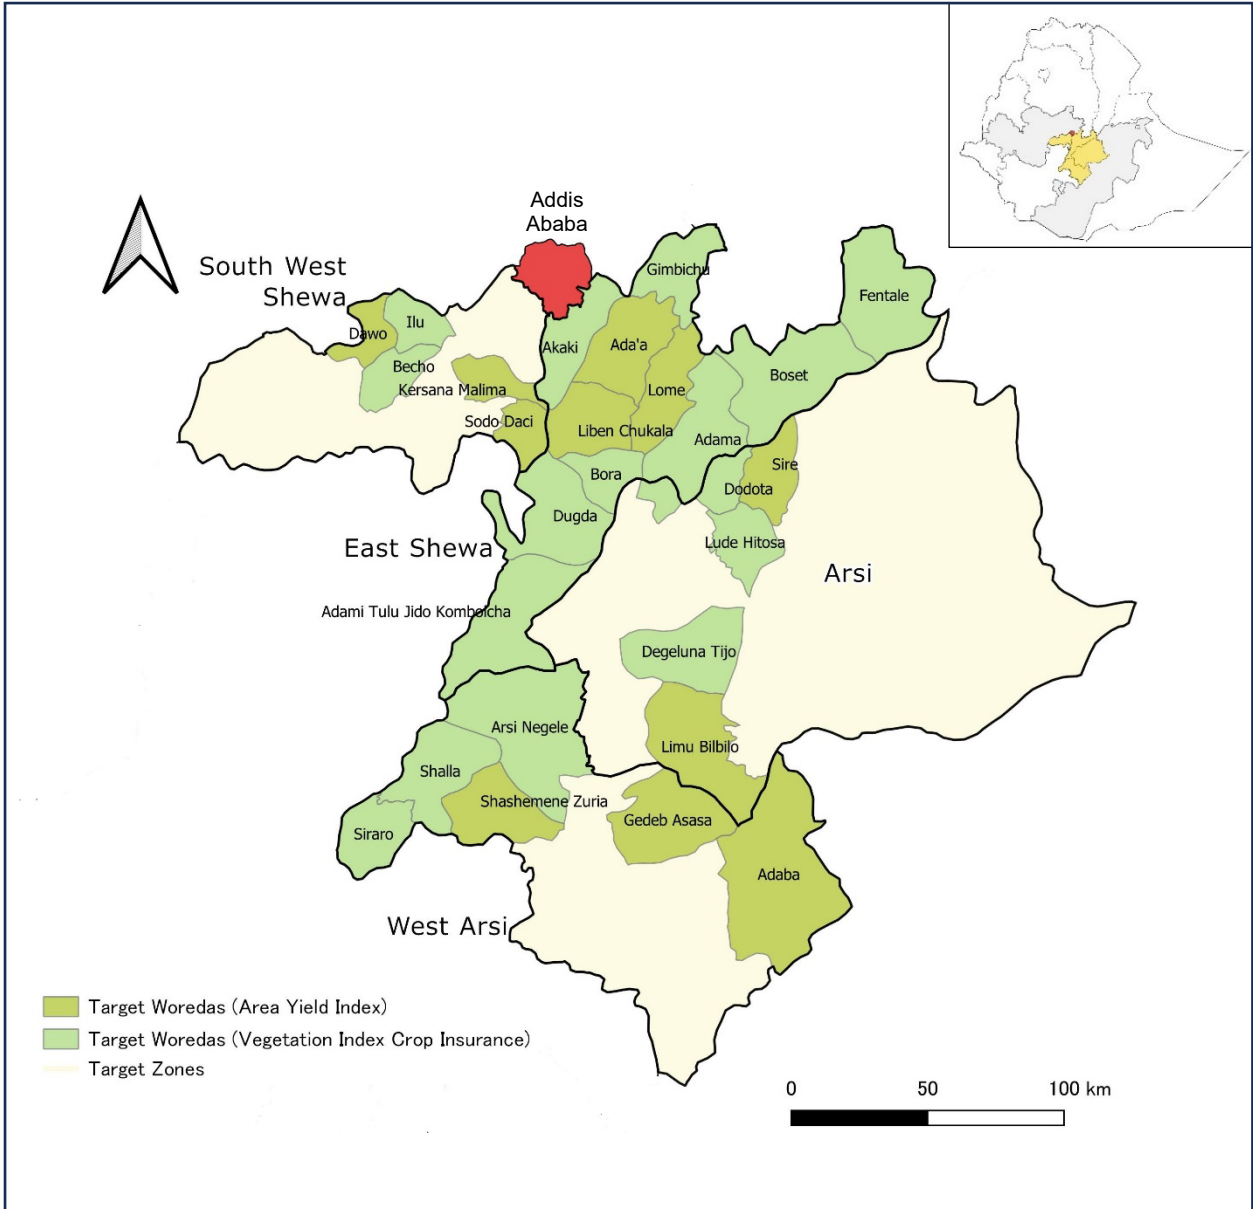 Addis
Ababa
South West
Shewa
Gimbichu
Fentale
Dawo
Ilu
Akaki
Ada'a
Becho
Boset
Kersana Malima
Lome
Sodo Daci
Liben Chukala
Adama
Sire
Bora
Dodota
Dugda
Lude Hitosa
East Shewa
Arsi
Adami Tulu Jido Kombolcha
Degeluna Tijo
Arsi Negele
Limu Bilbilo
Shalla
Shashemene Zuria
Gedeb Asasa
Siraro
Adaba
West Arsi
Target Woredas (Area Yield Index)
Target Woredas (Vegetation Index Crop Insurance)
Target Zones
0 50 100 km